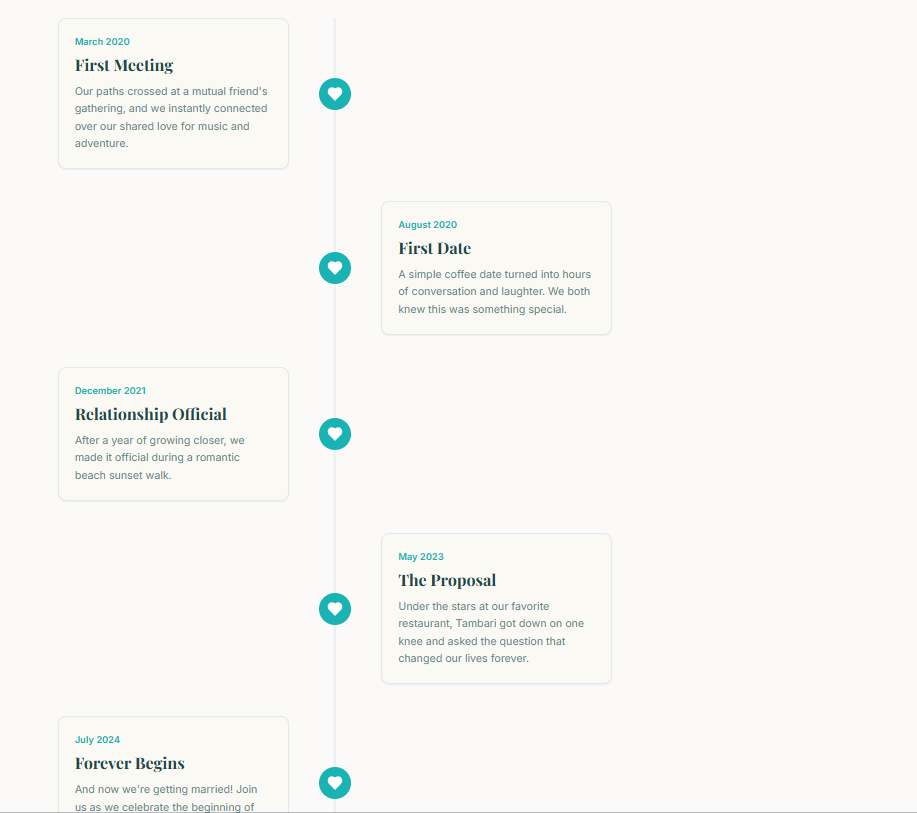 March 2020
First Meeting
Our paths crossed at a mutual friend's
gathering, and we instantly connected
over our shared love for music and
adventure.
August 2020
First Date
A simple coffee date turned into hours
of conversation and laughter. We both
knew this was something special.
December 2021
Relationship Official
After a year of growing closer, we
made it official during a romantic
beach sunset walk.
May 2023
The Proposal
Under the stars at our favorite
restaurant, Tambari got down on one
knee and asked the question that
changed our lives forever.
July 2024
Forever Begins
And now we're getting married! Join
us as we celebrate the beginning of